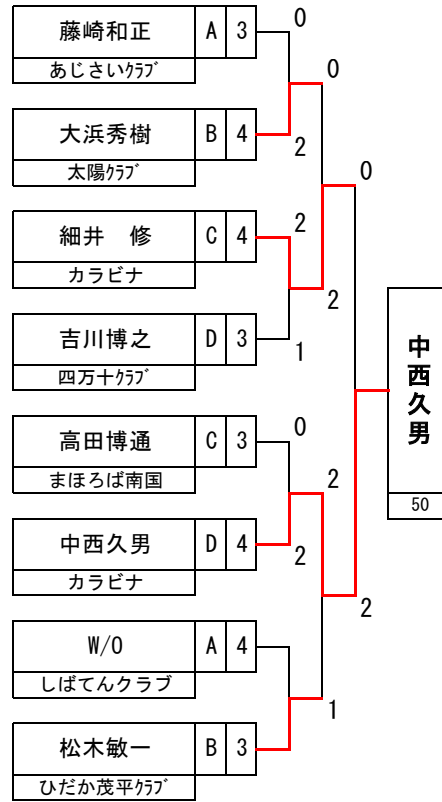 藤崎和正 A 3
あじさいｸﾗﾌﾞ
0
0
大浜秀樹 B 4
太陽ｸﾗﾌﾞ
2
0
細井　修 C 4
カラビナ
2
2
吉川博之 D 3
四万十ｸﾗﾌﾞ
1
中西久男
50
高田博通 C 3
まほろば南国
0
2
中西久男 D 4
カラビナ
2
2
W/O A 4
しばてんクラブ
1
松木敏一 B 3
ひだか茂平ｸﾗﾌﾞ